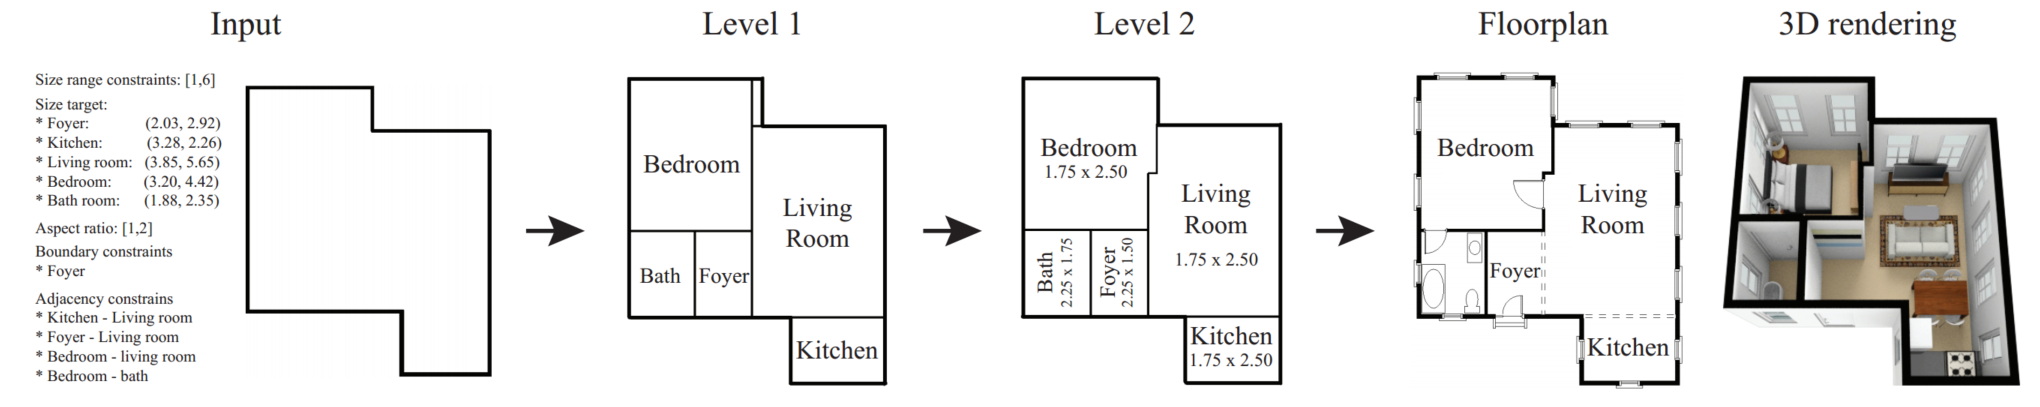 Input
Size range constraints: [1,6]
Size target:
* Foyer: (2.03, 2.92)
* Kitchen: (3.28, 2.26)
* Living room: (3.85, 5.65)
* Bedroom: (3.20, 4.42)
* Bath room: (1.88, 2.35)
Aspect ratio: [1,2]
Boundary constraints
* Foyer
Adjacency constrains
* Kitchen - Living room
* Foyer - Living room
* Bedroom - living room
* Bedroom - bath
Level 1
Bedroom
Living
Room
Bath
Foyer
Kitchen
Level 2
Bedroom
1.75 x 2.50
Living
Room
1.75 x 2.50
Bath
2.25 x 1.75
Foyer
2.25 x 1.50
Kitchen
1.75 x 2.50
Floorplan
Bedroom
Living
Room
Foyer
Kitchen
3D rendering